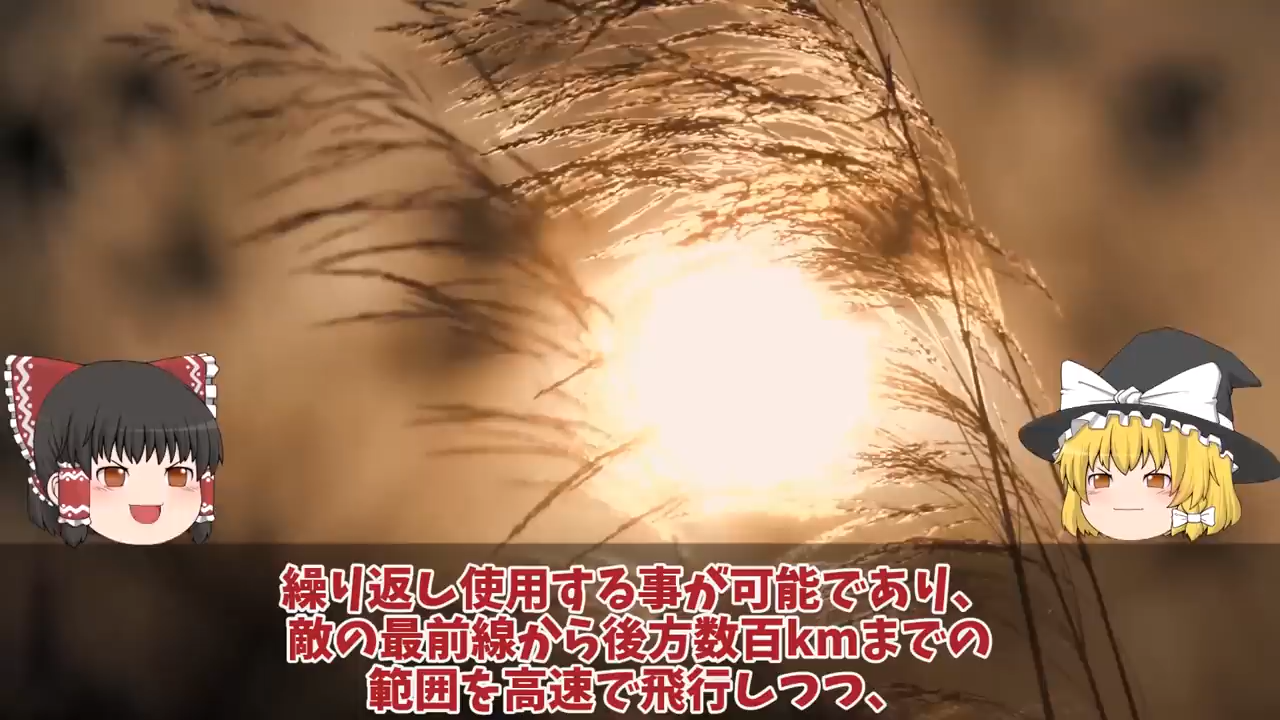 繰り返し使用する事が可能であり、
敵の最前線から後方数百kmまでの
範囲を高速で飛行しつつ、